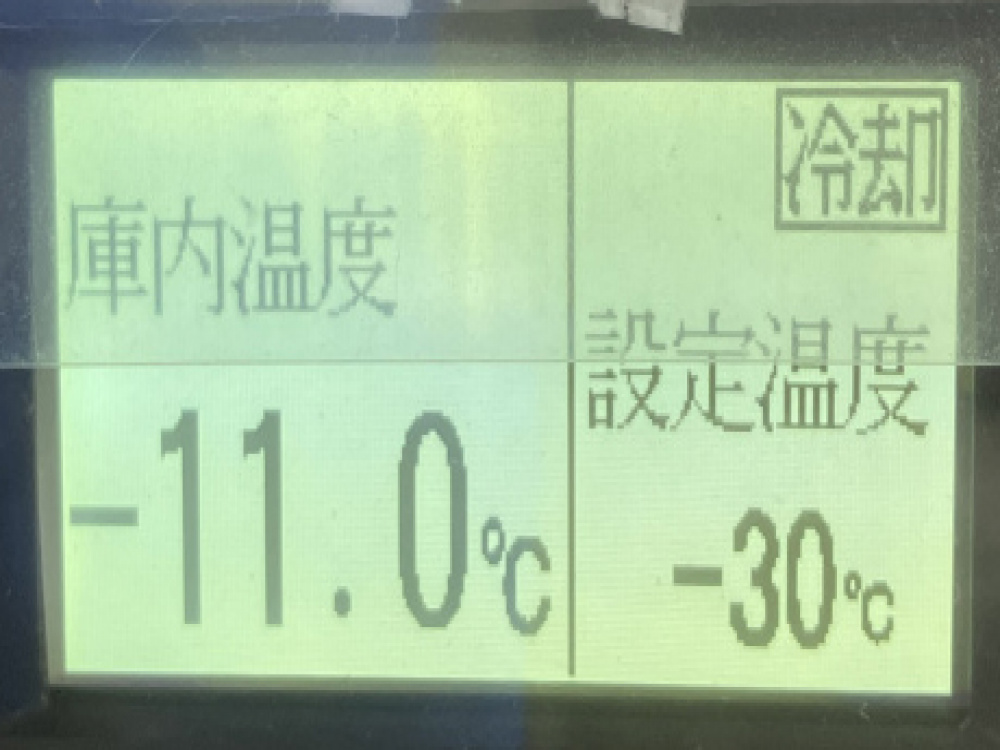 庫内温度
-11.0℃
冷却
設定温度
-30℃